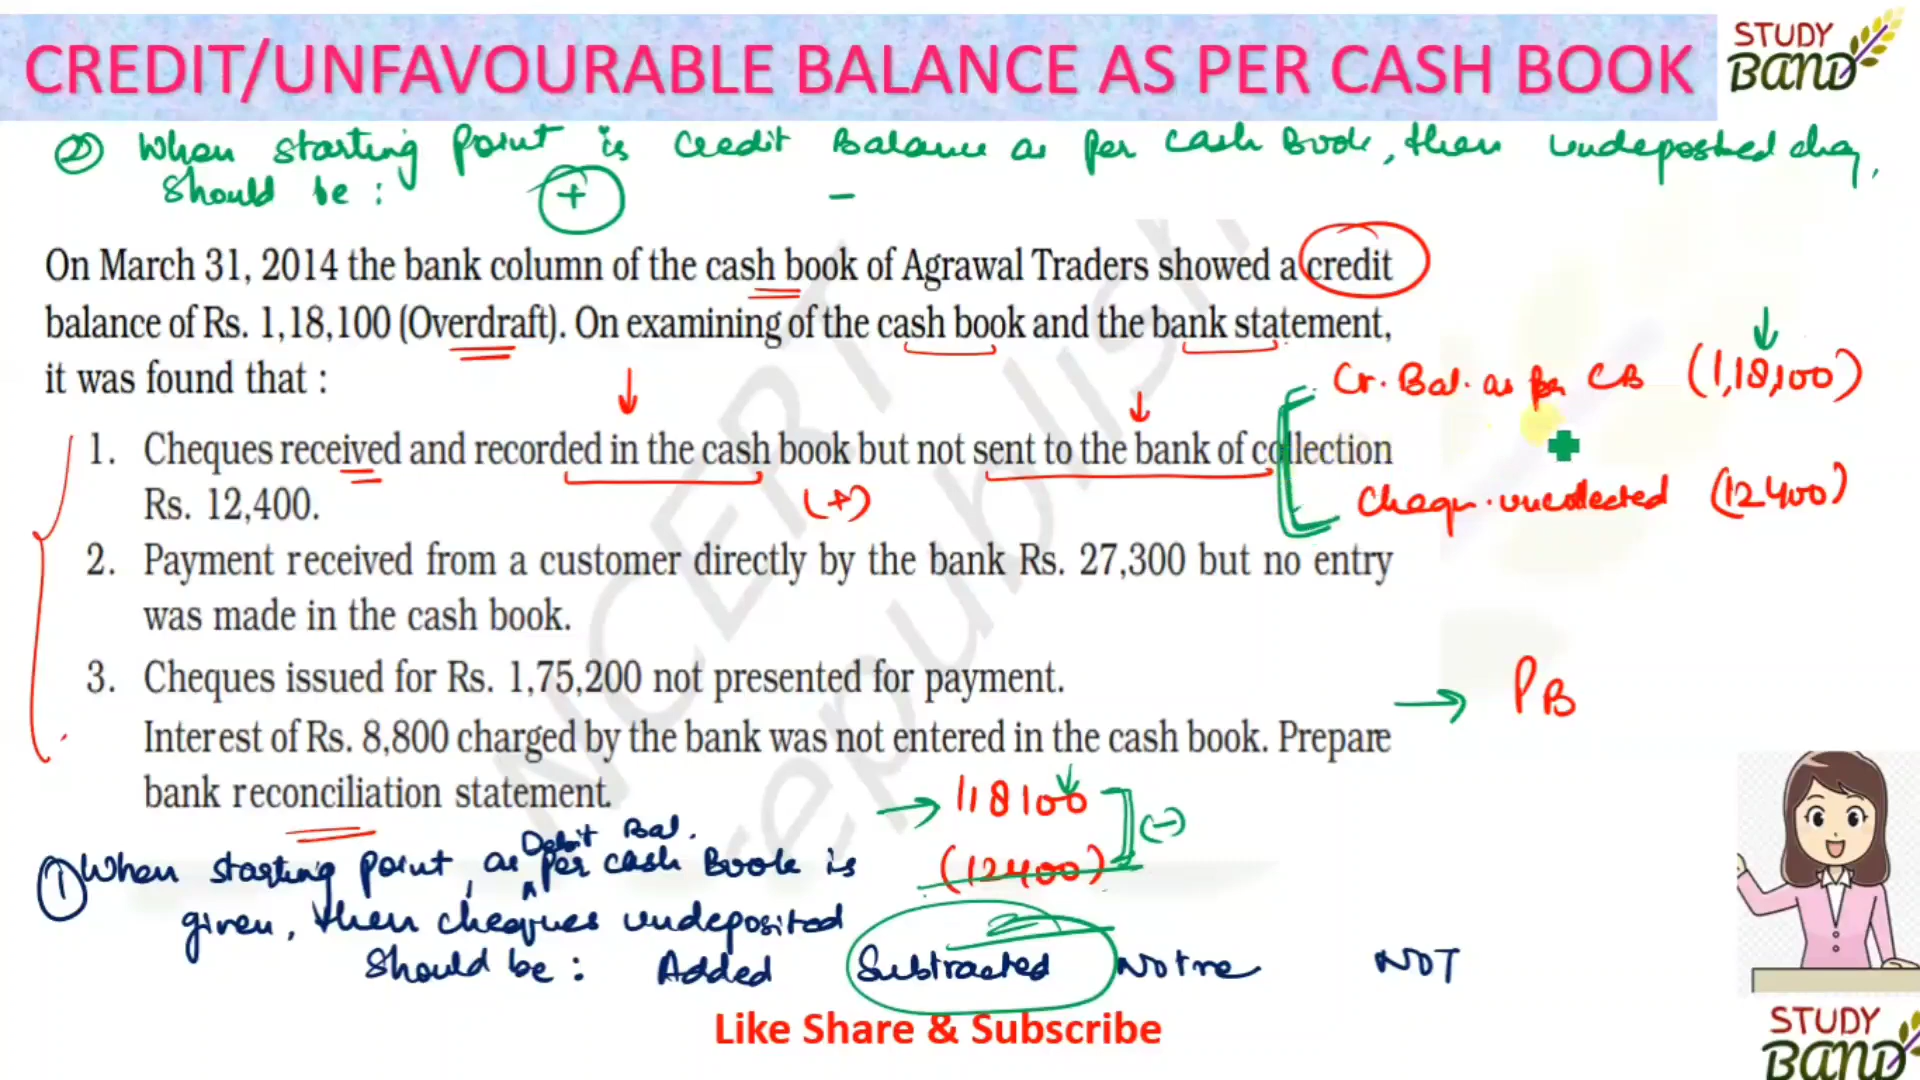 CREDIT/UNFAVOURABLE BALANCE AS PER CASH BOOK
STUDY
BAND
② When starting point is credit Balance as per cash Book, then undeposited chq,
should be : + –
On March 31, 2014 the bank column of the cash book of Agrawal Traders showed a credit
balance of Rs. 1,18,100 (Overdraft). On examining of the cash book and the bank statement,
it was found that :
Cr. Bal. as per CB (1,18,100)
1. Cheques received and recorded in the cash book but not sent to the bank of collection
Rs. 12,400.
(+)
+
Cheqe. uncollected (12400)
2. Payment received from a customer directly by the bank Rs. 27,300 but no entry
was made in the cash book.
3. Cheques issued for Rs. 1,75,200 not presented for payment.
→ PB
Interest of Rs. 8,800 charged by the bank was not entered in the cash book. Prepare
bank reconciliation statement.
→ 118100
(12400)
(–)
① When starting point, as Debit Bal. per cash Book is
given, then cheques undeposited
should be : Added Subtracted NOT
Like Share & Subscribe
STUDY
BAND
NCERT
republish